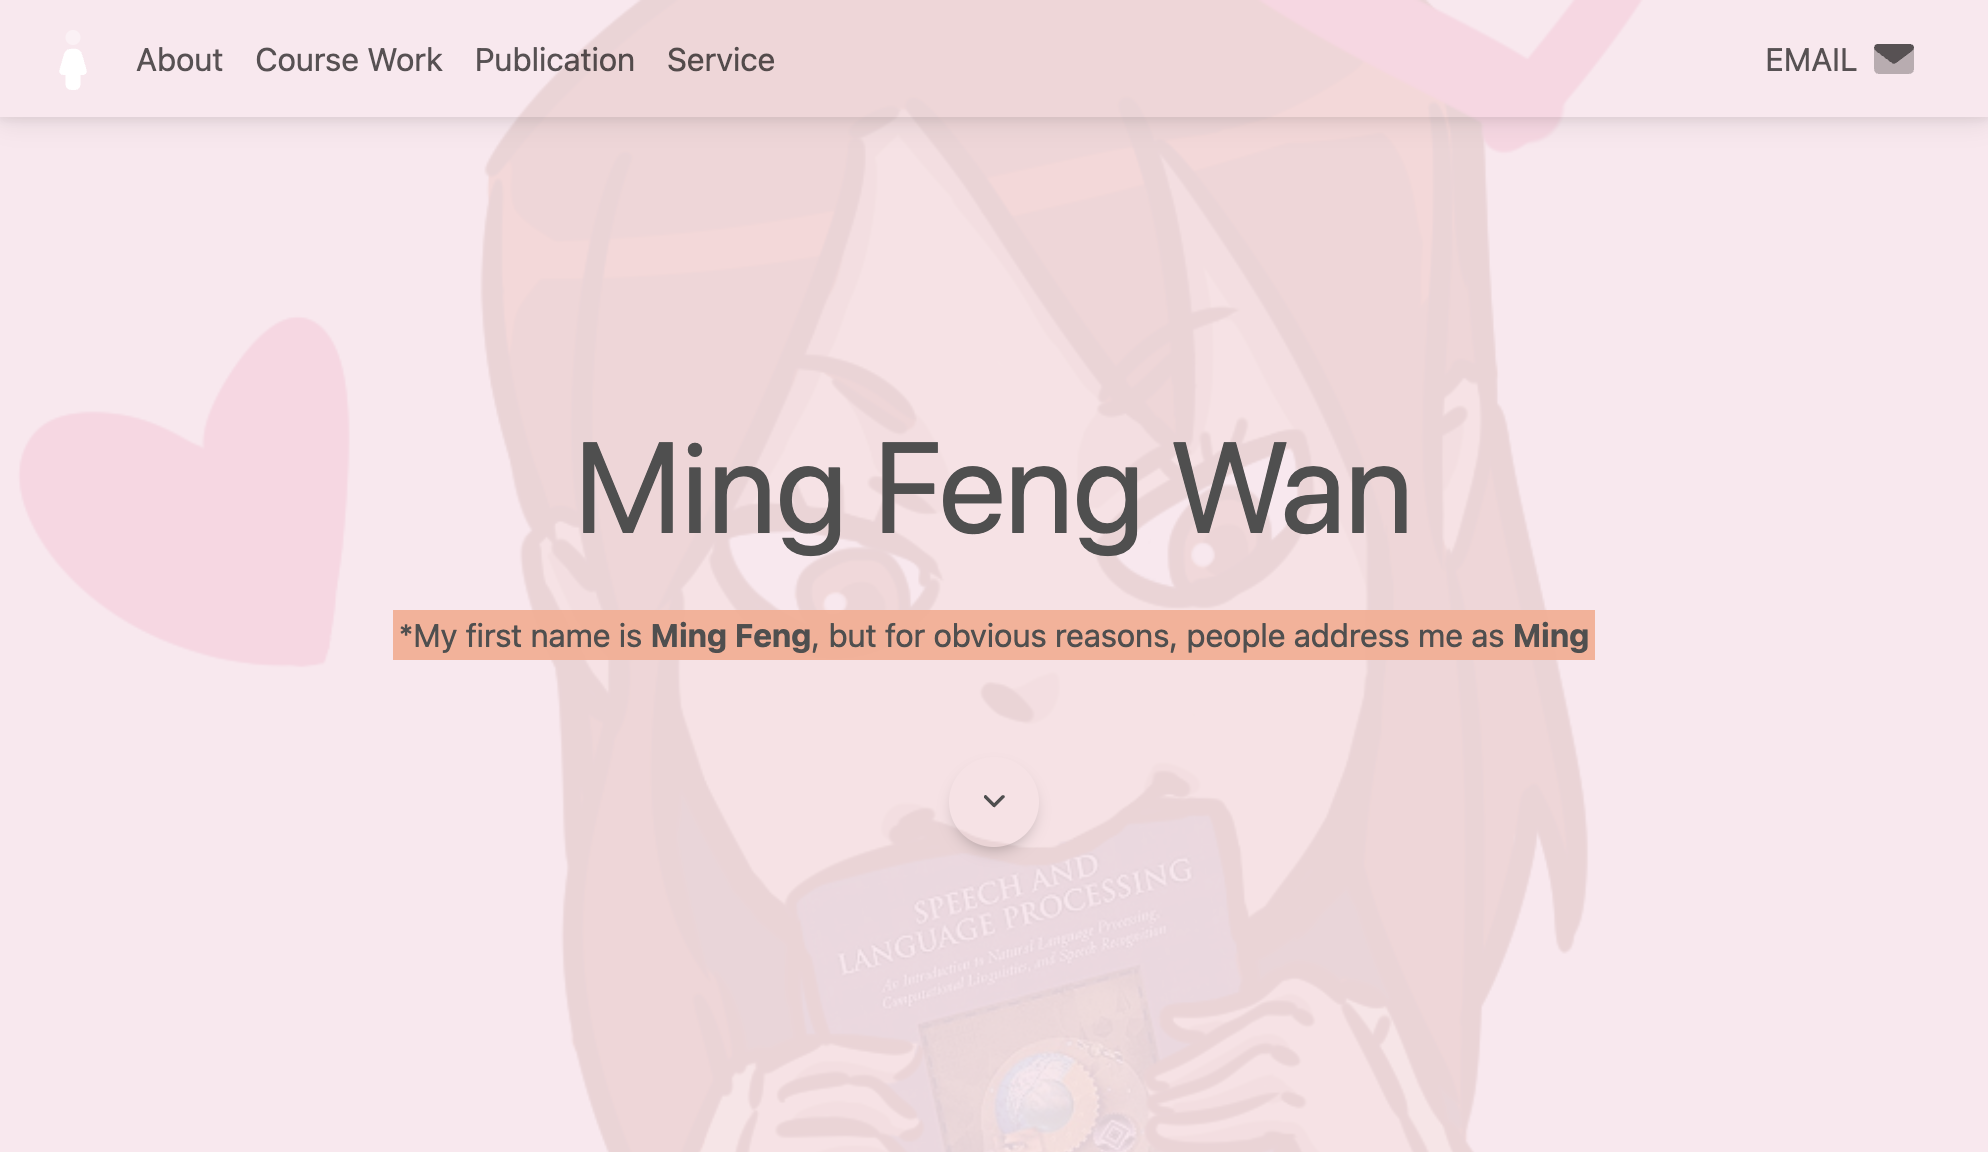 About Course Work Publication Service EMAIL
Ming Feng Wan
*My first name is Ming Feng, but for obvious reasons, people address me as Ming
SPEECH AND
LANGUAGE PROCESSING
An Introduction to Natural Language Processing,
Computational Linguistics, and Speech Recognition